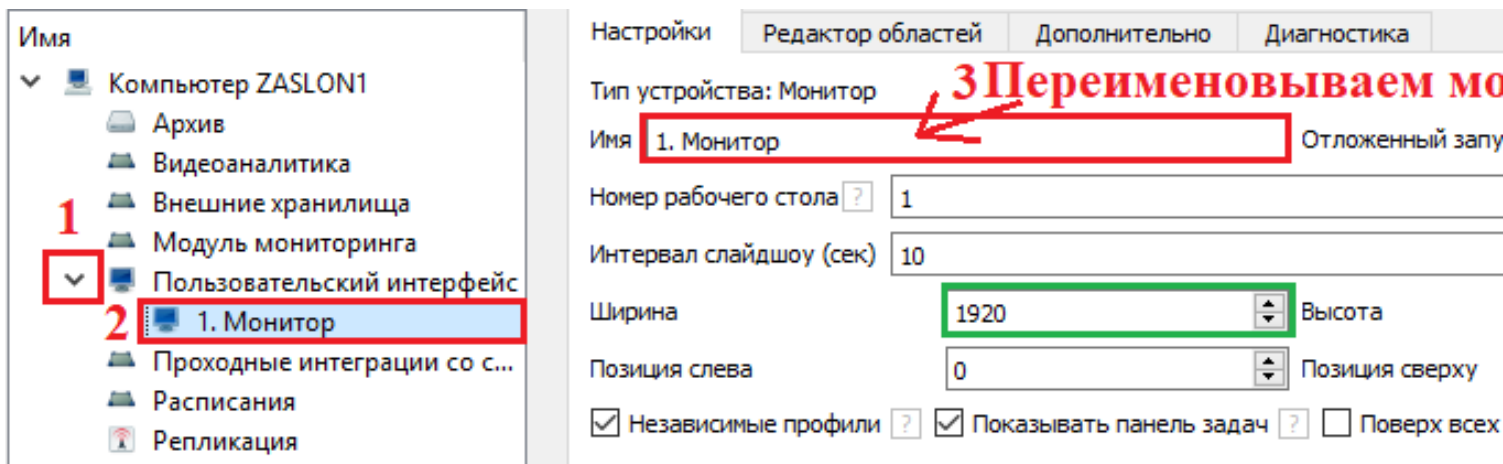 Имя
Компьютер ZASLON1
Архив
Видеоаналитика
Внешние хранилища
1
Модуль мониторинга
Пользовательский интерфейс
2
1. Монитор
Проходные интеграции со с...
Расписания
Репликация
Настройки Редактор областей Дополнительно Диагностика
Тип устройства: Монитор
3 Переименовываем мо
Имя 1. Монитор Отложенный запу
Номер рабочего стола ? 1
Интервал слайдшоу (сек) 10
Ширина 1920 Высота
Позиция слева 0 Позиция сверху
Независимые профили ? Показывать панель задач ? Поверх всех